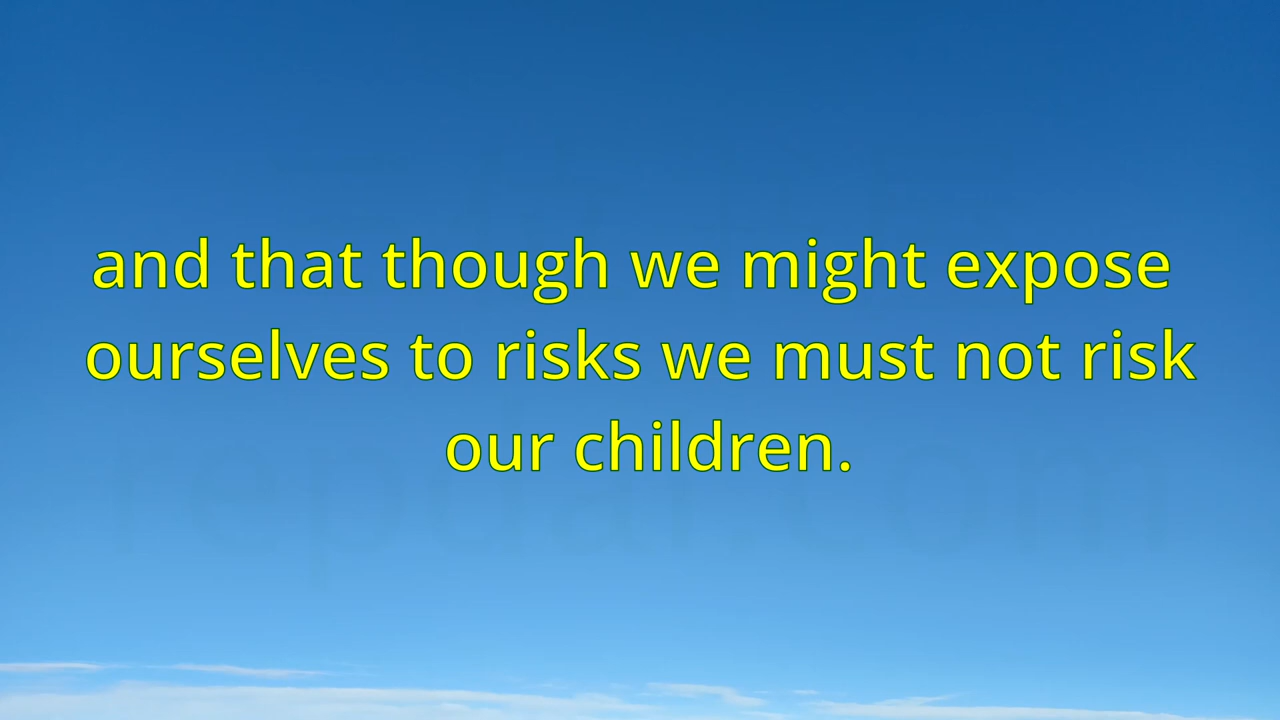 and that though we might expose
ourselves to risks we must not risk
our children.